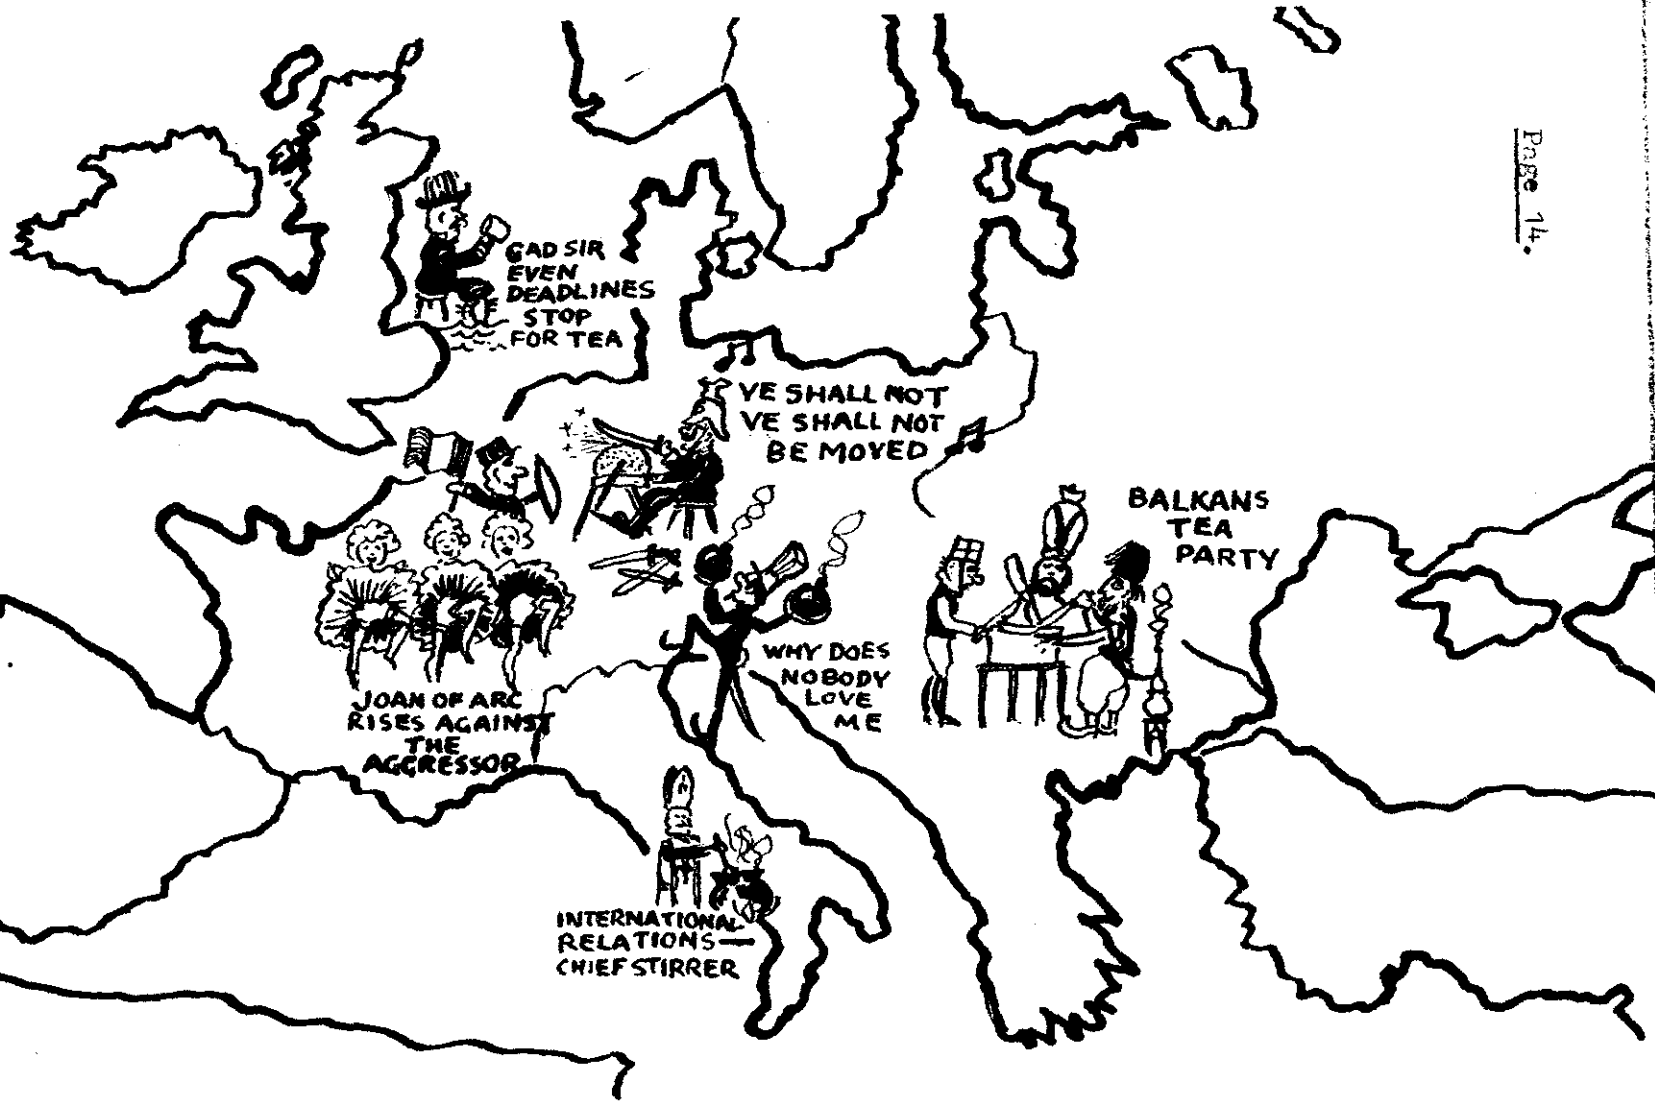 Page 14.
GAD SIR
EVEN
DEADLINES
STOP
FOR TEA
VE SHALL NOT
VE SHALL NOT
BE MOVED
BALKANS
TEA
PARTY
WHY DOES
NOBODY
LOVE
ME
JOAN OF ARC
RISES AGAINST
THE
AGGRESSOR
INTERNATIONAL
RELATIONS—
CHIEF STIRRER